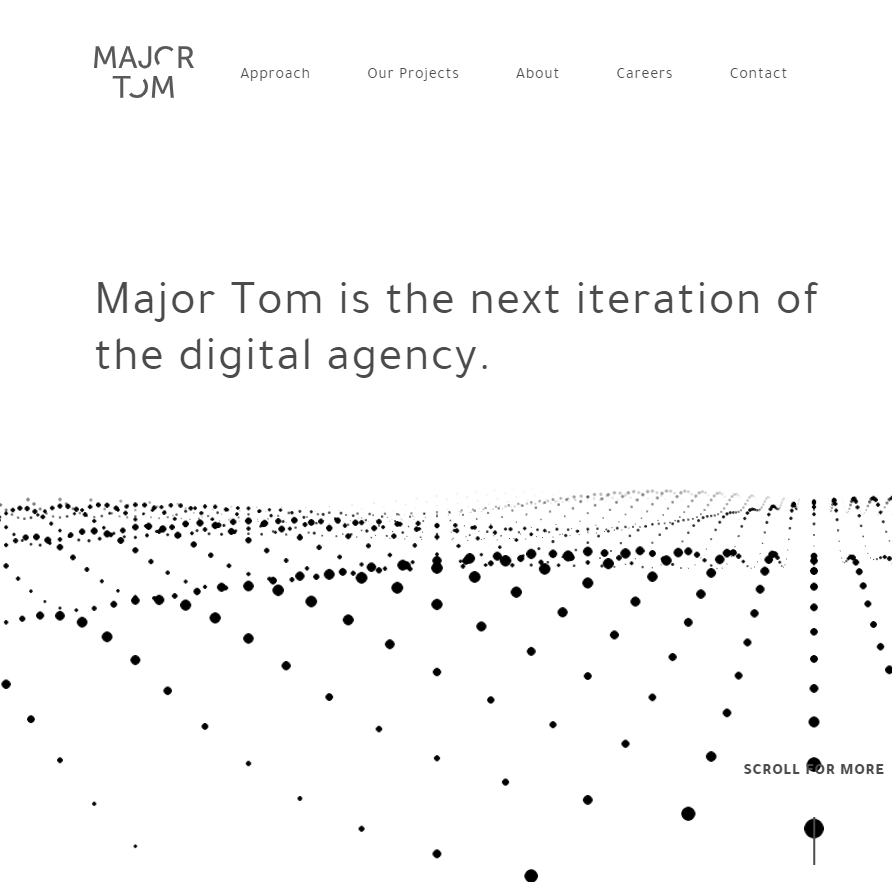 MAJOR
TOM
Approach
Our Projects
About
Careers
Contact
Major Tom is the next iteration of
the digital agency.
SCROLL FOR MORE